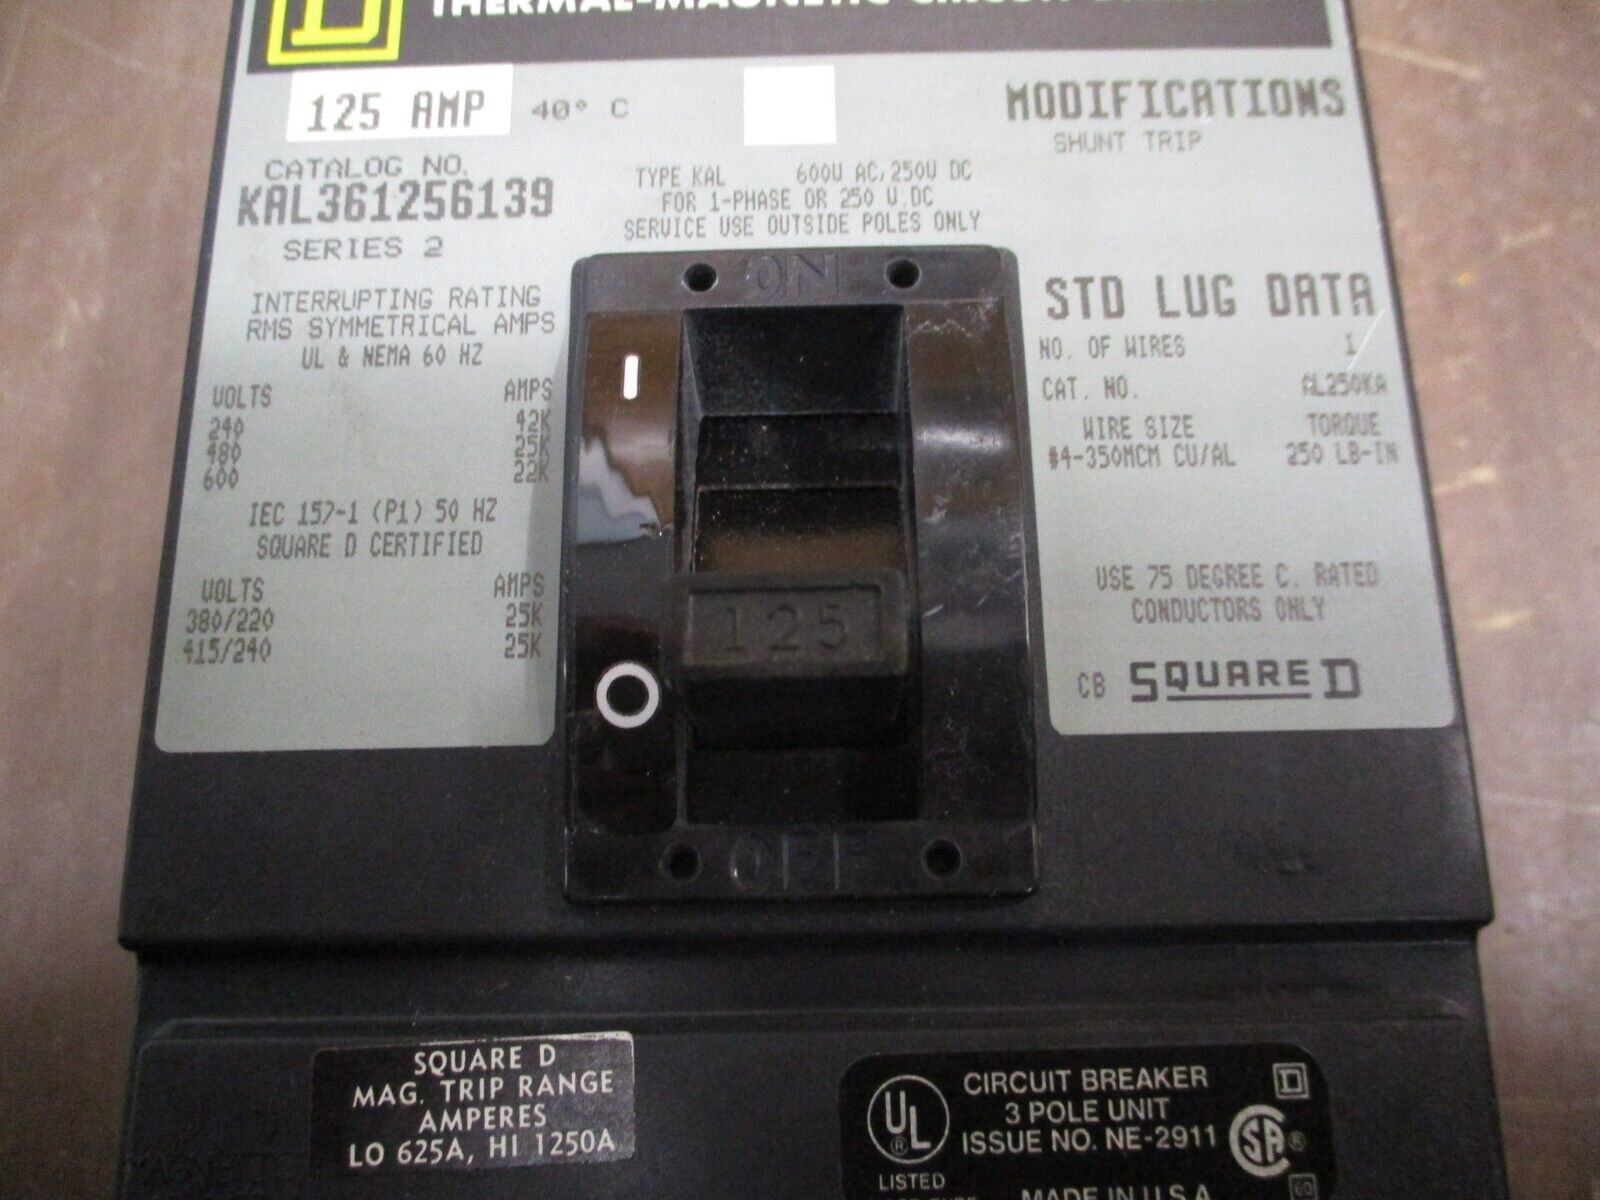 D
THERMAL-MAGNETIC CIRCUIT
125 AMP 40° C
CATALOG NO.
KAL361256139
SERIES 2
INTERRUPTING RATING
RMS SYMMETRICAL AMPS
UL & NEMA 60 HZ
VOLTS AMPS
240 42K
480 25K
600 22K
IEC 157-1 (P1) 50 HZ
SQUARE D CERTIFIED
VOLTS AMPS
380/220 25K
415/240 25K
TYPE KAL 600V AC, 250V DC
FOR 1-PHASE OR 250 V.DC
SERVICE USE OUTSIDE POLES ONLY
MODIFICATIONS
SHUNT TRIP
STD LUG DATA
NO. OF WIRES 1
CAT. NO. AL250KA
WIRE SIZE TORQUE
#4-350MCM CU/AL 250 LB-IN
USE 75 DEGREE C. RATED
CONDUCTORS ONLY
CB SQUARE D
ON
I
125
O
OFF
SQUARE D
MAG. TRIP RANGE
AMPERES
LO 625A, HI 1250A
UL ®
LISTED
CIRCUIT BREAKER D
3 POLE UNIT
ISSUE NO. NE-2911
SA ®
MADE IN U.S.A.
60